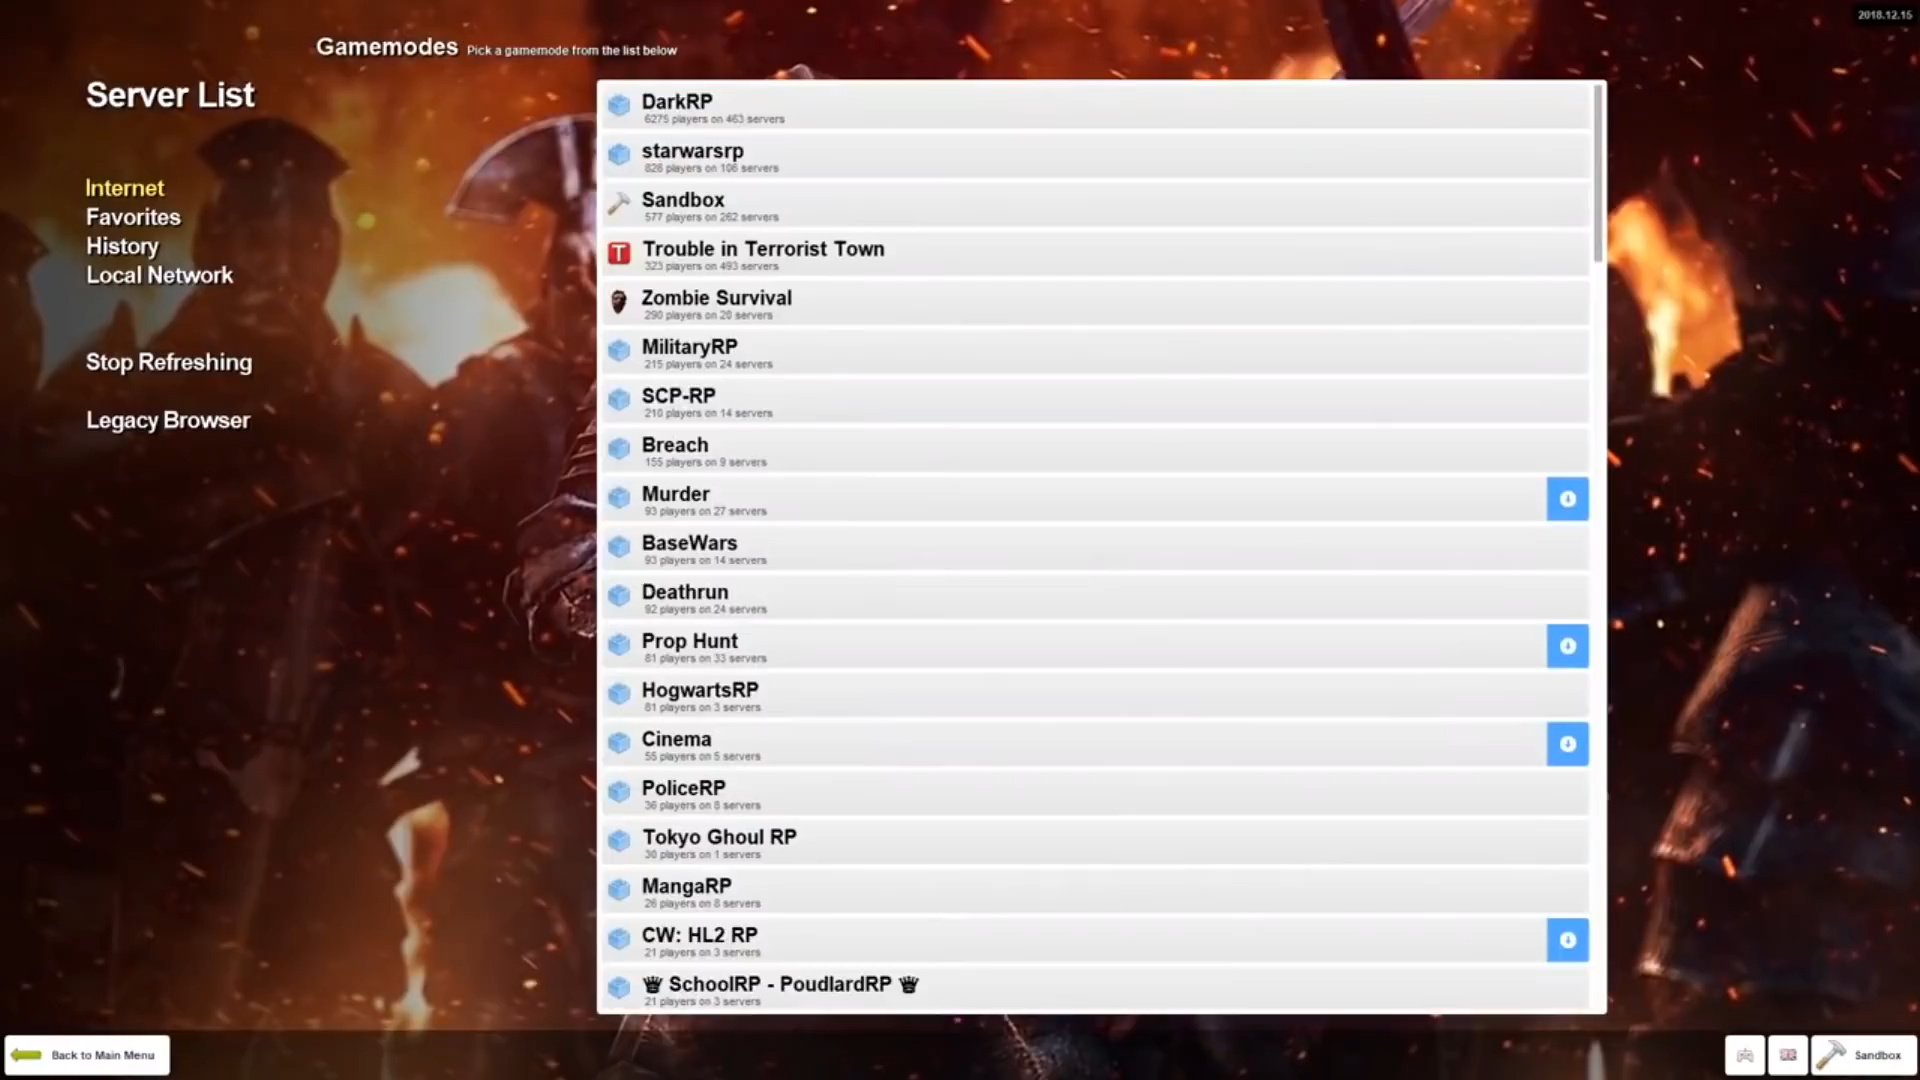 2018.12.15
Gamemodes Pick a gamemode from the list below
Server List
Internet
Favorites
History
Local Network
Stop Refreshing
Legacy Browser
DarkRP
6275 players on 463 servers
starwarsrp
826 players on 106 servers
Sandbox
577 players on 262 servers
T
Trouble in Terrorist Town
323 players on 493 servers
Zombie Survival
290 players on 20 servers
MilitaryRP
215 players on 24 servers
SCP-RP
210 players on 14 servers
Breach
155 players on 9 servers
Murder
93 players on 27 servers
BaseWars
93 players on 14 servers
Deathrun
92 players on 24 servers
Prop Hunt
81 players on 33 servers
HogwartsRP
61 players on 3 servers
Cinema
55 players on 5 servers
PoliceRP
36 players on 8 servers
Tokyo Ghoul RP
30 players on 1 servers
MangaRP
26 players on 8 servers
CW: HL2 RP
21 players on 3 servers
♛ SchoolRP - PoudlardRP ♛
21 players on 3 servers
Back to Main Menu
Sandbox